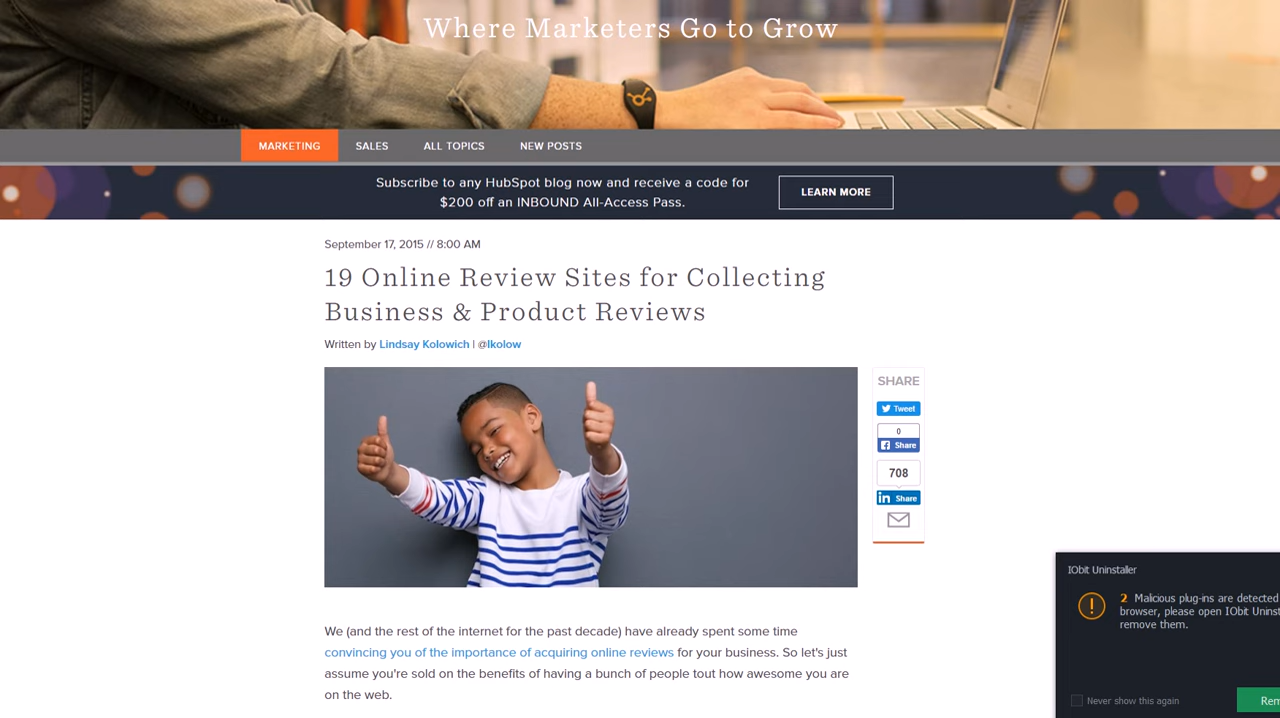 Where Marketers Go to Grow
MARKETING SALES ALL TOPICS NEW POSTS
Subscribe to any HubSpot blog now and receive a code for
$200 off an INBOUND All-Access Pass.
LEARN MORE
September 17, 2015 // 8:00 AM
19 Online Review Sites for Collecting
Business & Product Reviews
Written by Lindsay Kolowich | @lkolow
SHARE
Tweet
0
Share
708
in Share
We (and the rest of the internet for the past decade) have already spent some time
convincing you of the importance of acquiring online reviews for your business. So let's just
assume you're sold on the benefits of having a bunch of people tout how awesome you are
on the web.
IObit Uninstaller
2 Malicious plug-ins are detected
browser, please open IObit Uninst
remove them.
Never show this again
Rem